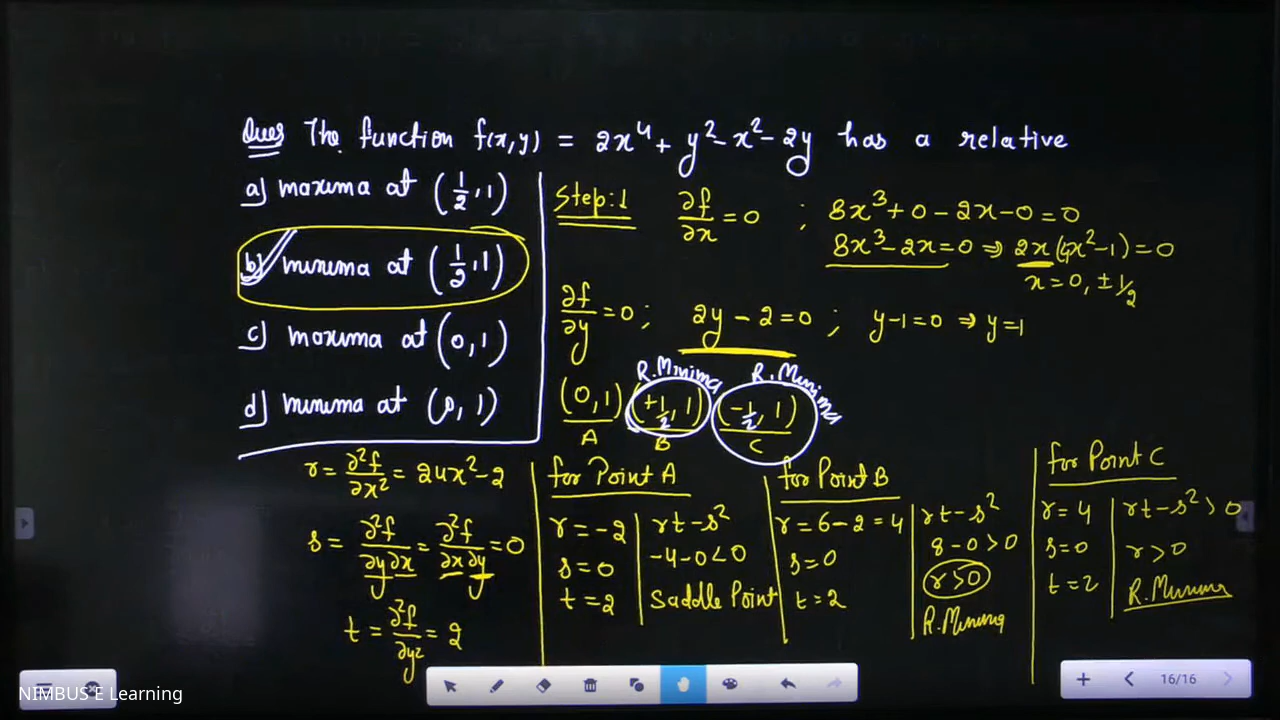 Ques The function f(x,y) = 2x⁴ + y² - x² - 2y has a relative
a) maxima at (1/2, 1)
b) minima at (1/2, 1)
c) maxima at (0, 1)
d) minima at (0, 1)
Step:1 ∂f/∂x = 0 ; 8x³ + 0 - 2x - 0 = 0
8x³ - 2x = 0 ⇒ 2x(4x² - 1) = 0
x = 0, ± 1/2
∂f/∂y = 0 ; 2y - 2 = 0 ; y - 1 = 0 ⇒ y = 1
R. Minima R. Minima
(0, 1) (+1/2, 1) (-1/2, 1)
A B C
r = ∂²f/∂x² = 24x² - 2
s = ∂²f/∂y∂x = ∂²f/∂x∂y = 0
t = ∂²f/∂y² = 2
for Point A
r = -2
s = 0
t = 2
rt - s²
-4 - 0 < 0
Saddle Point
for Point B
r = 6 - 2 = 4
s = 0
t = 2
rt - s²
8 - 0 > 0
r > 0
R. Minima
for Point C
r = 4
s = 0
t = 2
rt - s² > 0
r > 0
R. Minima
NIMBUS E Learning
16/16